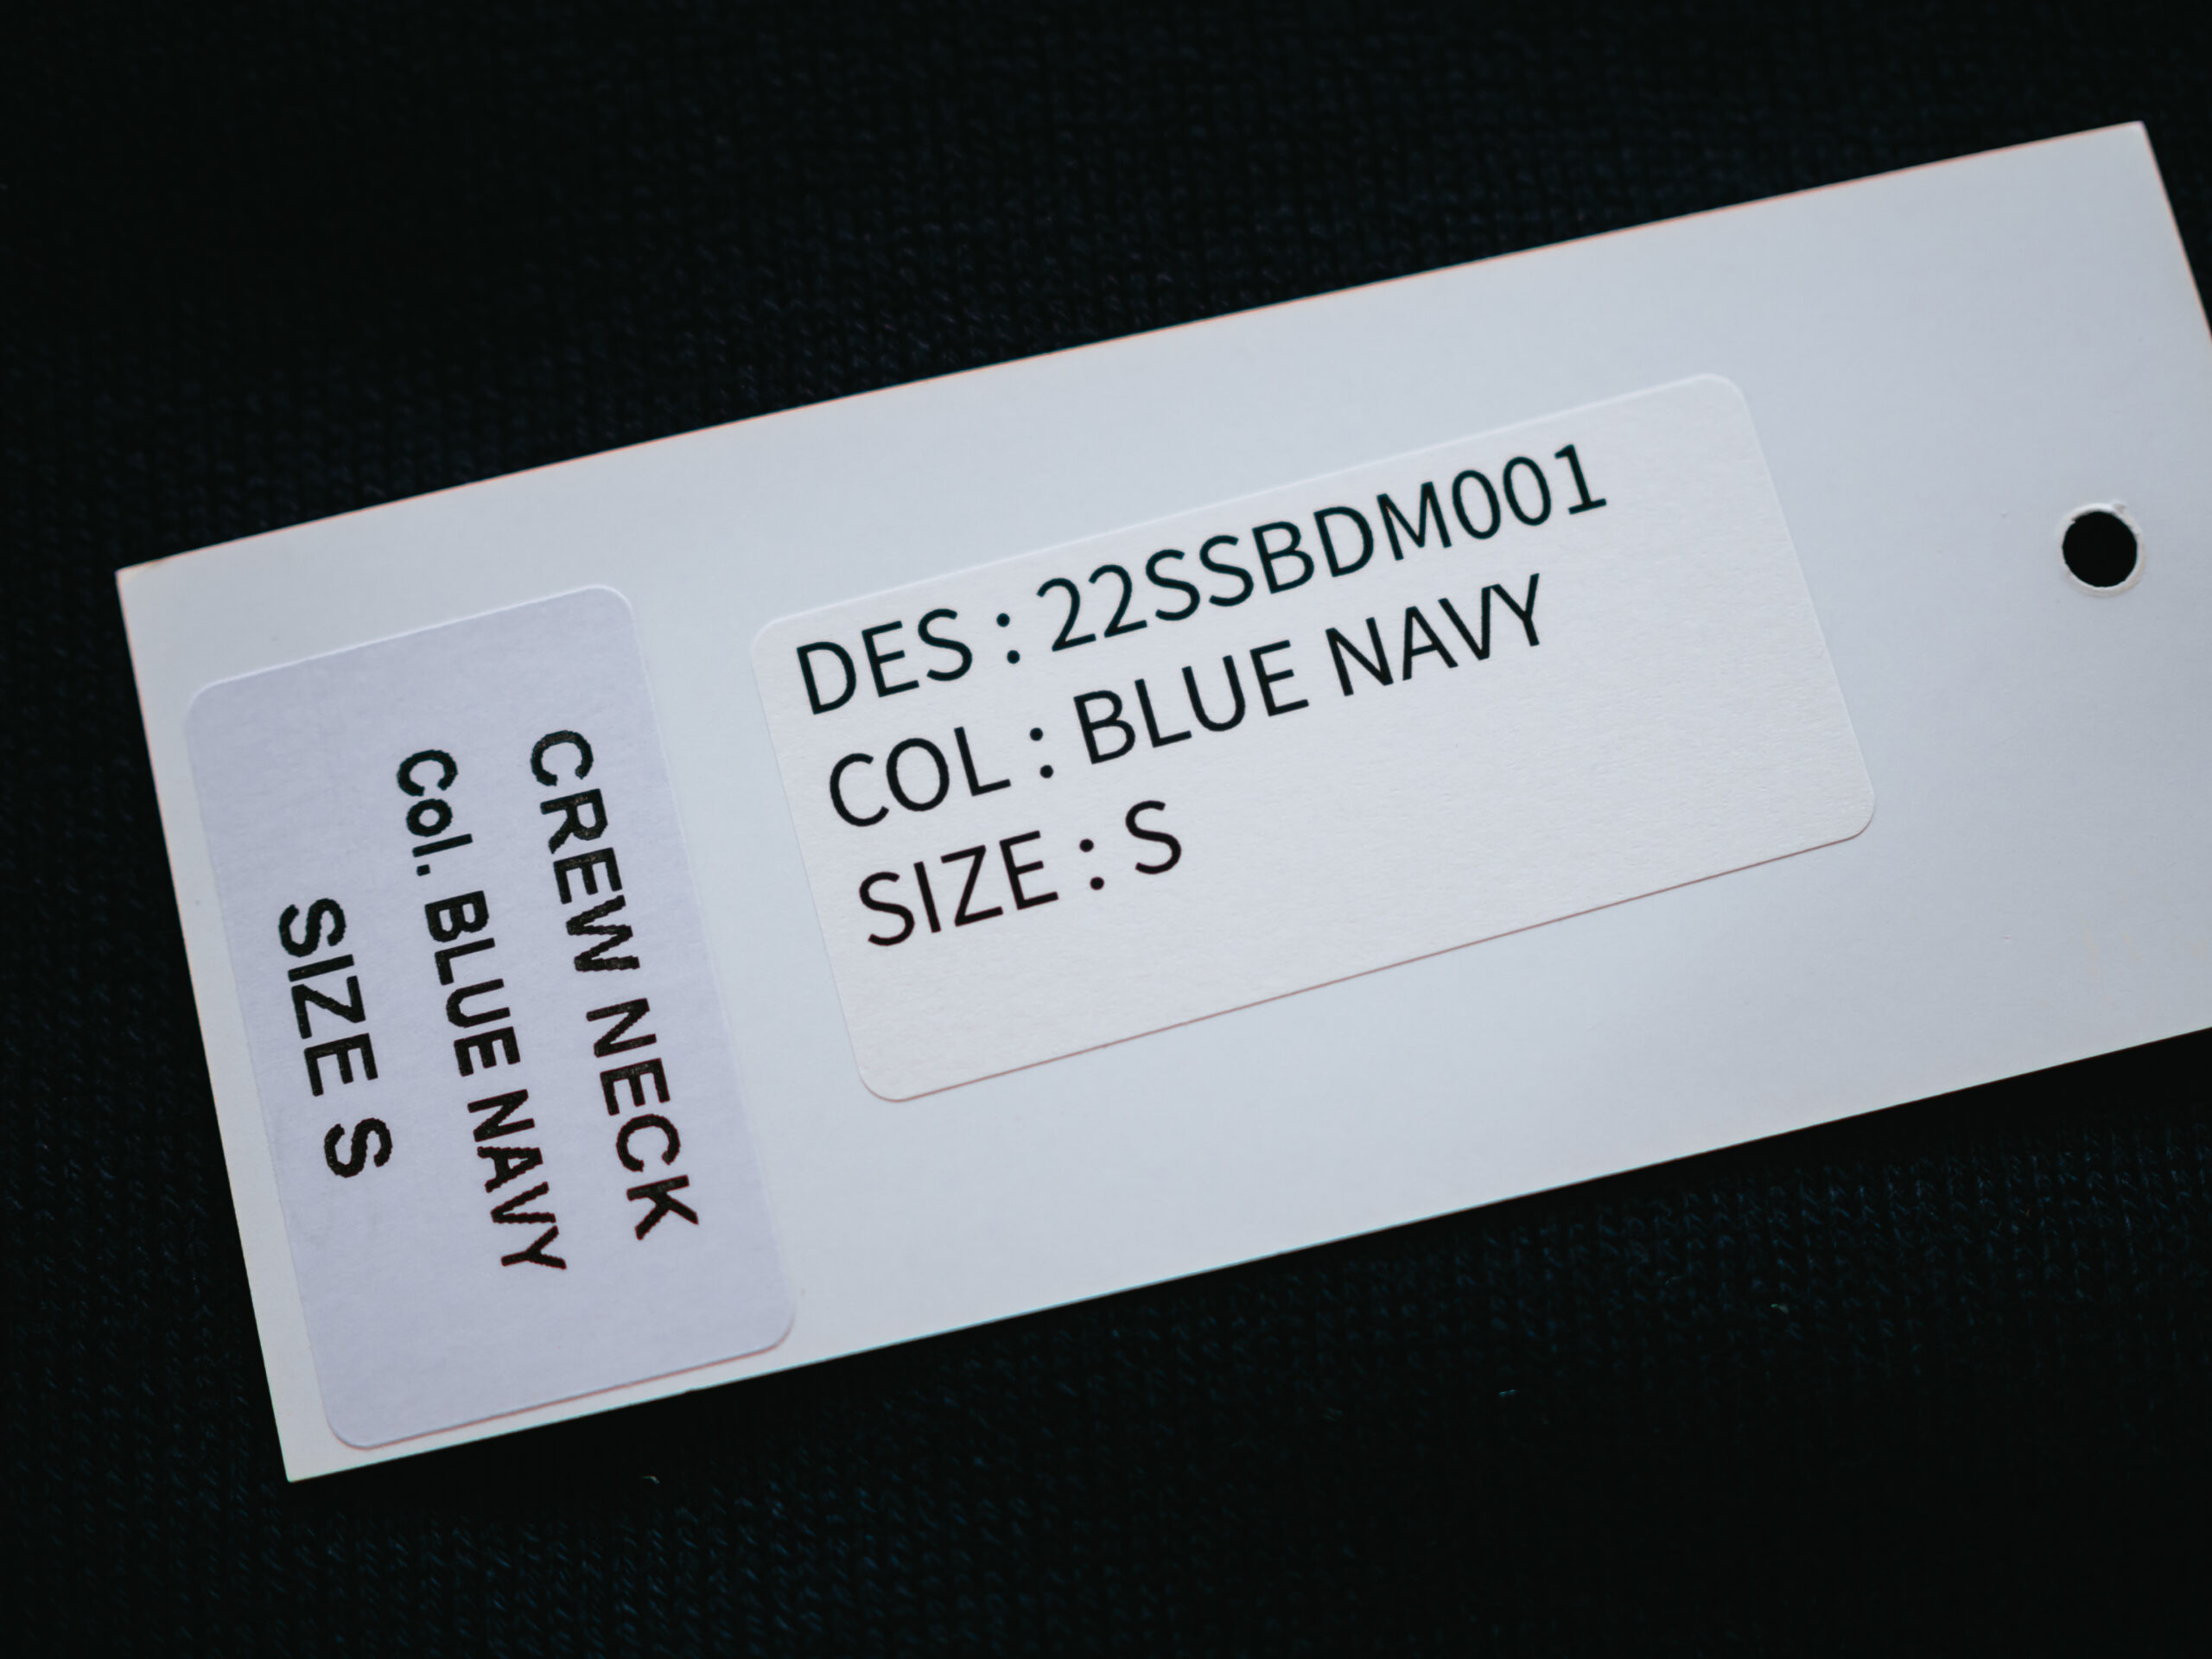 DES : 22SSBDM001
COL : BLUE NAVY
SIZE : S
CREW NECK
Col. BLUE NAVY
SIZE S